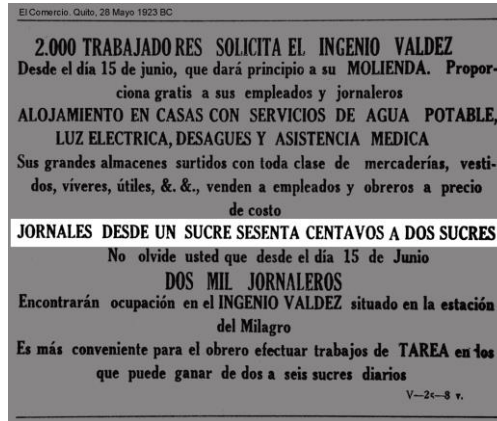 El Comercio. Quito, 28 Mayo 1923 BC
2.000 TRABAJADORES SOLICITA EL INGENIO VALDEZ
Desde el día 15 de junio, que dará principio a su MOLIENDA. Propor-
ciona gratis a sus empleados y jornaleros
ALOJAMIENTO EN CASAS CON SERVICIOS DE AGUA POTABLE,
LUZ ELECTRICA, DESAGUES Y ASISTENCIA MEDICA
Sus grandes almacenes surtidos con toda clase de mercaderías, vesti-
dos, víveres, útiles, &. &., venden a empleados y obreros a precio
de costo
JORNALES DESDE UN SUCRE SESENTA CENTAVOS A DOS SUCRES
No olvide usted que desde el día 15 de Junio
DOS MIL JORNALEROS
Encontrarán ocupación en el INGENIO VALDEZ situado en la estación
del Milagro
Es más conveniente para el obrero efectuar trabajos de TAREA en los
que puede ganar de dos a seis sucres diarios